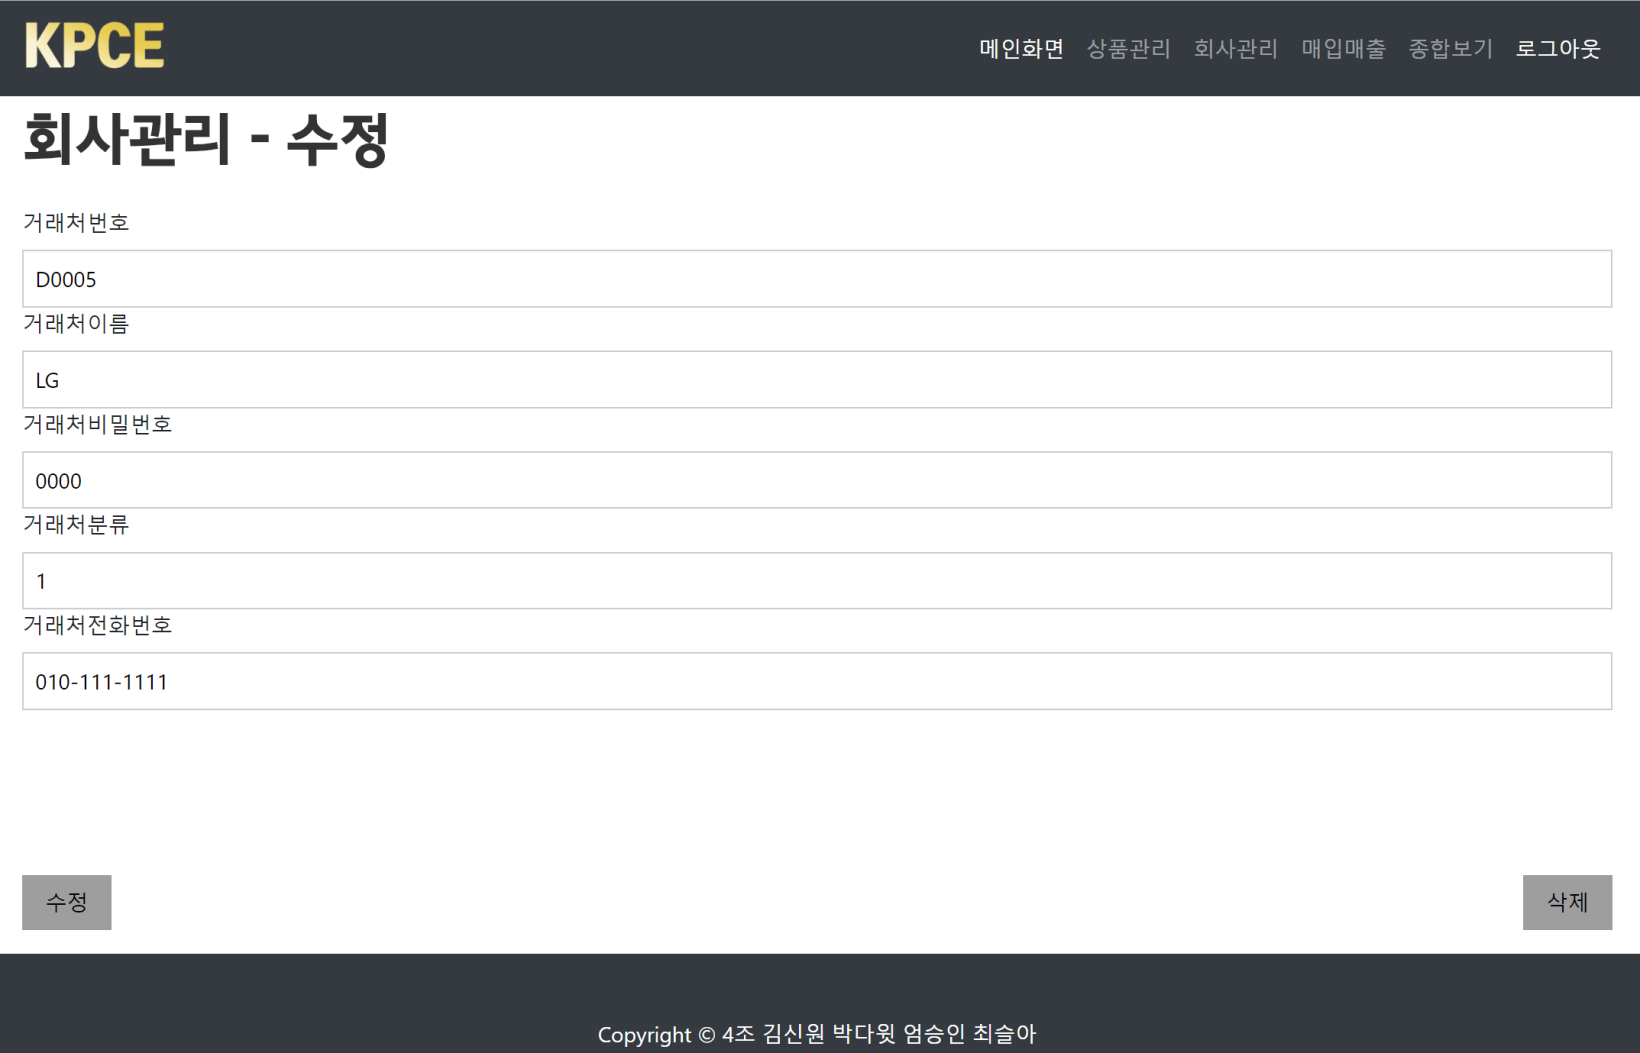 KPCE
메인화면 상품관리 회사관리 매입매출 종합보기 로그아웃
회사관리 - 수정
거래처번호
D0005
거래처이름
LG
거래처비밀번호
0000
거래처분류
1
거래처전화번호
010-111-1111
수정 삭제
Copyright © 4조 김신원 박다윗 엄승인 최슬아